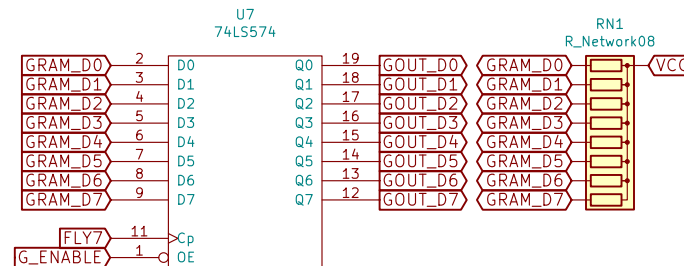 U7
74LS574
RN1
R_Network08
GRAM_D0 2 D0 Q0 19 GOUT_D0 GRAM_D0 VCC
GRAM_D1 3 D1 Q1 18 GOUT_D1 GRAM_D1
GRAM_D2 4 D2 Q2 17 GOUT_D2 GRAM_D2
GRAM_D3 5 D3 Q3 16 GOUT_D3 GRAM_D3
GRAM_D4 6 D4 Q4 15 GOUT_D4 GRAM_D4
GRAM_D5 7 D5 Q5 14 GOUT_D5 GRAM_D5
GRAM_D6 8 D6 Q6 13 GOUT_D6 GRAM_D6
GRAM_D7 9 D7 Q7 12 GOUT_D7 GRAM_D7
FLY7 11 Cp
G_ENABLE 1 OE